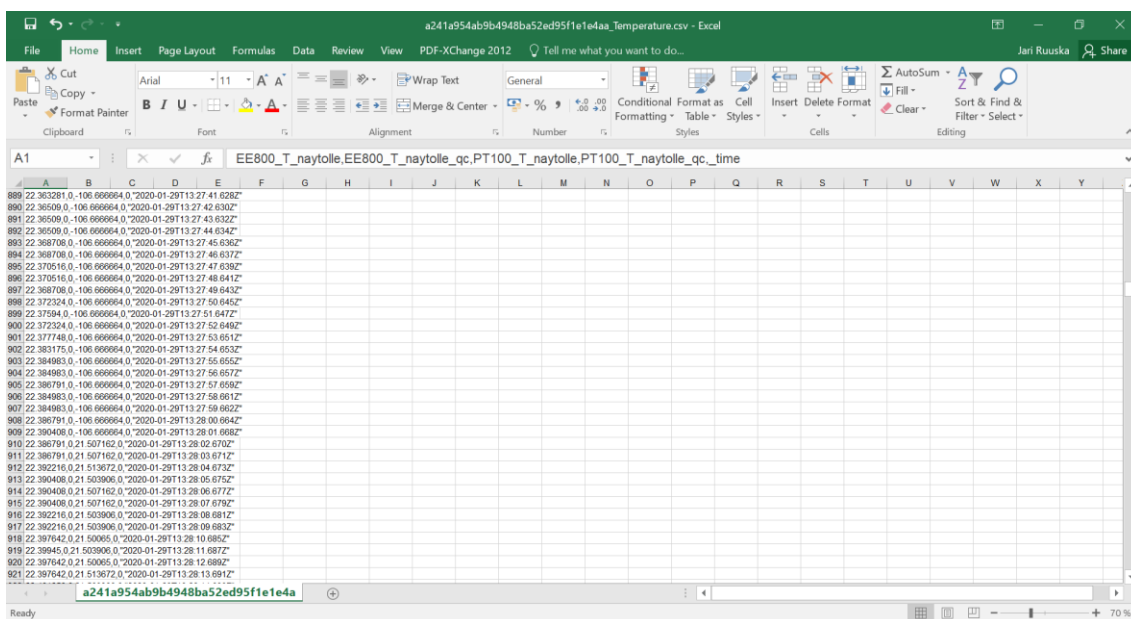 a241a954ab9b4948ba52ed95f1e1e4aa_Temperature.csv - Excel
File Home Insert Page Layout Formulas Data Review View PDF-XChange 2012 Tell me what you want to do... Jari Ruuska Share
Cut
Copy
Format Painter
Paste
Clipboard
Arial 11 A A
B I U A
Font
Wrap Text
Merge & Center
Alignment
General
% , .0 .00 .00 .0
Number
Conditional Formatting
Format as Table
Cell Styles
Styles
Insert Delete Format
Cells
AutoSum
Fill
Clear
Sort & Filter
Find & Select
Editing
A1 fx EE800_T_naytolle,EE800_T_naytolle_qc,PT100_T_naytolle,PT100_T_naytolle_qc,_time
A B C D E F G H I J K L M N O P Q R S T U V W X Y
889 22.363281,0,-106.666664,0,"2020-01-29T13:27:41.628Z"
890 22.36509,0,-106.666664,0,"2020-01-29T13:27:42.630Z"
891 22.36509,0,-106.666664,0,"2020-01-29T13:27:43.632Z"
892 22.36509,0,-106.666664,0,"2020-01-29T13:27:44.634Z"
893 22.368708,0,-106.666664,0,"2020-01-29T13:27:45.636Z"
894 22.368708,0,-106.666664,0,"2020-01-29T13:27:46.637Z"
895 22.370516,0,-106.666664,0,"2020-01-29T13:27:47.639Z"
896 22.370516,0,-106.666664,0,"2020-01-29T13:27:48.641Z"
897 22.368708,0,-106.666664,0,"2020-01-29T13:27:49.643Z"
898 22.372324,0,-106.666664,0,"2020-01-29T13:27:50.645Z"
899 22.37594,0,-106.666664,0,"2020-01-29T13:27:51.647Z"
900 22.372324,0,-106.666664,0,"2020-01-29T13:27:52.649Z"
901 22.377748,0,-106.666664,0,"2020-01-29T13:27:53.651Z"
902 22.383175,0,-106.666664,0,"2020-01-29T13:27:54.653Z"
903 22.384983,0,-106.666664,0,"2020-01-29T13:27:55.655Z"
904 22.384983,0,-106.666664,0,"2020-01-29T13:27:56.657Z"
905 22.386791,0,-106.666664,0,"2020-01-29T13:27:57.659Z"
906 22.384983,0,-106.666664,0,"2020-01-29T13:27:58.661Z"
907 22.384983,0,-106.666664,0,"2020-01-29T13:27:59.662Z"
908 22.386791,0,-106.666664,0,"2020-01-29T13:28:00.664Z"
909 22.390408,0,-106.666664,0,"2020-01-29T13:28:01.668Z"
910 22.386791,0,21.507162,0,"2020-01-29T13:28:02.670Z"
911 22.386791,0,21.507162,0,"2020-01-29T13:28:03.671Z"
912 22.392216,0,21.513672,0,"2020-01-29T13:28:04.673Z"
913 22.390408,0,21.503906,0,"2020-01-29T13:28:05.675Z"
914 22.390408,0,21.507162,0,"2020-01-29T13:28:06.677Z"
915 22.390408,0,21.507162,0,"2020-01-29T13:28:07.679Z"
916 22.392216,0,21.503906,0,"2020-01-29T13:28:08.681Z"
917 22.392216,0,21.503906,0,"2020-01-29T13:28:09.683Z"
918 22.397642,0,21.50065,0,"2020-01-29T13:28:10.685Z"
919 22.39945,0,21.503906,0,"2020-01-29T13:28:11.687Z"
920 22.397642,0,21.50065,0,"2020-01-29T13:28:12.689Z"
921 22.397642,0,21.513672,0,"2020-01-29T13:28:13.691Z"
a241a954ab9b4948ba52ed95f1e1e4a
Ready 70 %